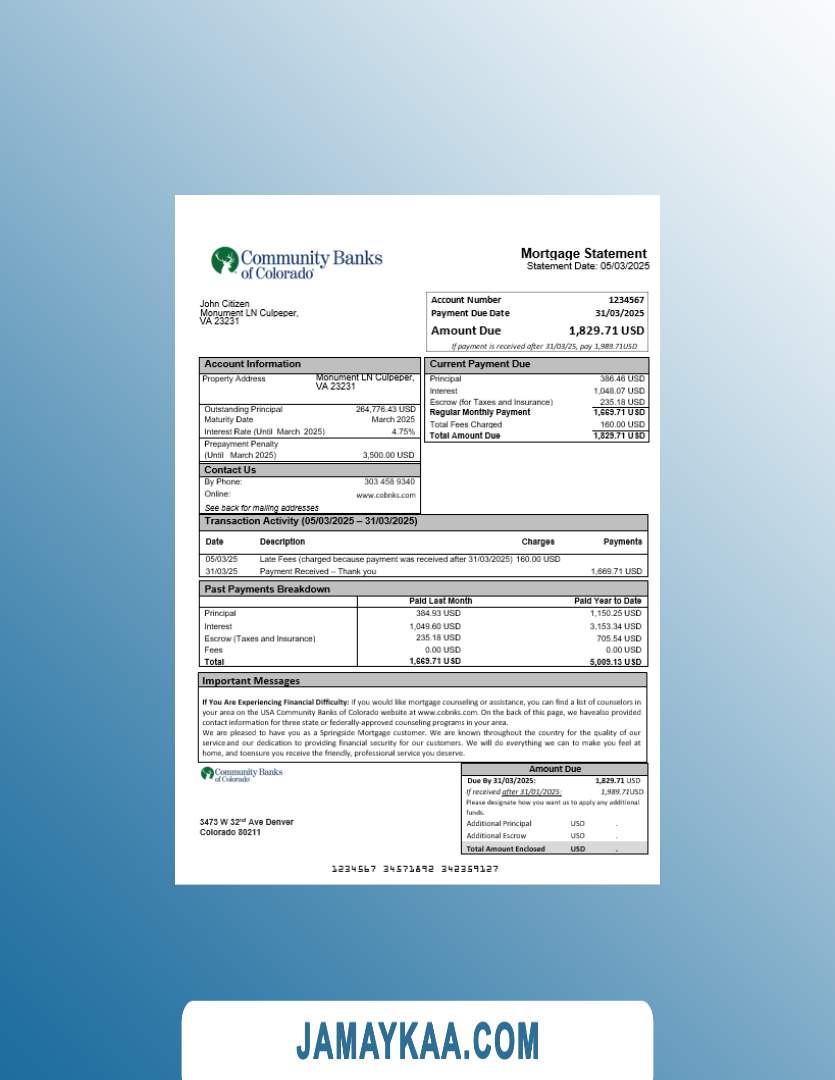 Community Banks
of Colorado
Mortgage Statement
Statement Date: 05/03/2025
John Citizen
Monument LN Culpeper,
VA 23231
Account Number 1234567
Payment Due Date 31/03/2025
Amount Due 1,829.71 USD
If payment is received after 31/03/25, pay 1,989.71USD
Account Information
Property Address Monument LN Culpeper,
VA 23231
Outstanding Principal 264,776.43 USD
Maturity Date March 2025
Interest Rate (Until March 2025) 4.75%
Prepayment Penalty
(Until March 2025) 3,500.00 USD
Contact Us
By Phone: 303 458 9340
Online: www.cobnks.com
See back for mailing addresses
Current Payment Due
Principal 386.46 USD
Interest 1,048.07 USD
Escrow (for Taxes and Insurance) 235.18 USD
Regular Monthly Payment 1,669.71 USD
Total Fees Charged 160.00 USD
Total Amount Due 1,829.71 USD
Transaction Activity (05/03/2025 – 31/03/2025)
Date Description Charges Payments
05/03/25 Late Fees (charged because payment was received after 31/03/2025) 160.00 USD
31/03/25 Payment Received – Thank you 1,669.71 USD
Past Payments Breakdown
Paid Last Month Paid Year to Date
Principal 384.93 USD 1,150.25 USD
Interest 1,049.60 USD 3,153.34 USD
Escrow (Taxes and Insurance) 235.18 USD 705.54 USD
Fees 0.00 USD 0.00 USD
Total 1,669.71 USD 5,009.13 USD
Important Messages
If You Are Experiencing Financial Difficulty: If you would like mortgage counseling or assistance, you can find a list of counselors in
your area on the USA Community Banks of Colorado website at www.cobnks.com. On the back of this page, we havealso provided
contact information for three state or federally-approved counseling programs in your area.
We are pleased to have you as a Springside Mortgage customer. We are known throughout the country for the quality of our
serviceand our dedication to providing financial security for our customers. We will do everything we can to make you feel at
home, and toensure you receive the friendly, professional service you deserve.
Community Banks
of Colorado
3473 W 32nd Ave Denver
Colorado 80211
Amount Due
Due By 31/03/2025: 1,829.71 USD
If received after 31/01/2025: 1,989.71USD
Please designate how you want us to apply any additional
funds.
Additional Principal USD .
Additional Escrow USD .
Total Amount Enclosed USD .
1234567 34571892 342359127
JAMAYKAA.COM